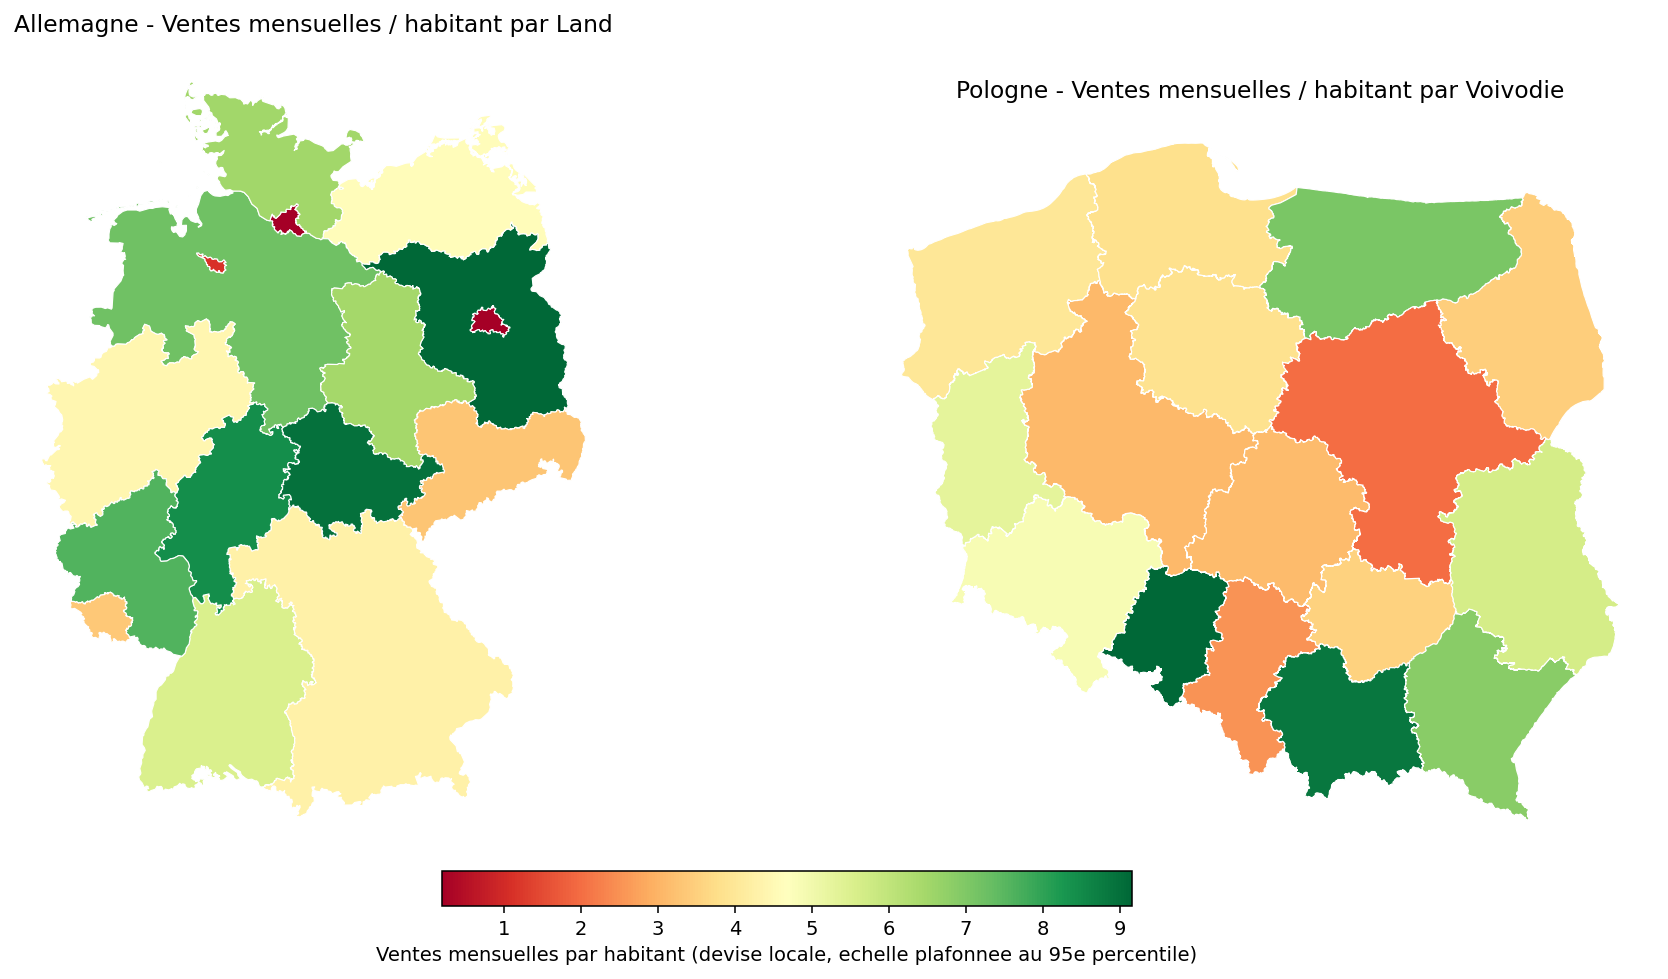 Allemagne - Ventes mensuelles / habitant par Land
Pologne - Ventes mensuelles / habitant par Voivodie
1 2 3 4 5 6 7 8 9
Ventes mensuelles par habitant (devise locale, echelle plafonnee au 95e percentile)